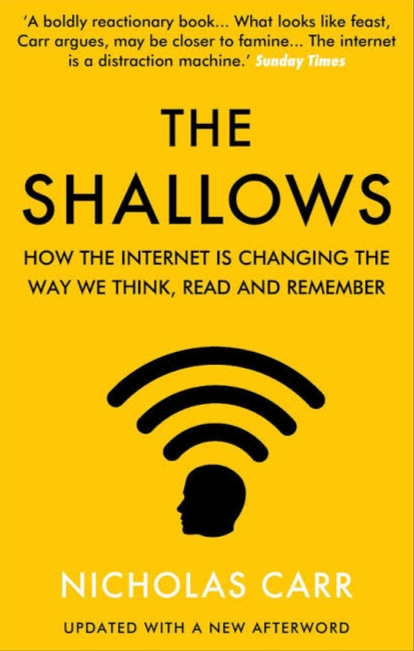 ‘A boldly reactionary book... What looks like feast,
Carr argues, may be closer to famine... The internet
is a distraction machine.’ Sunday Times
THE
SHALLOWS
HOW THE INTERNET IS CHANGING THE
WAY WE THINK, READ AND REMEMBER
NICHOLAS CARR
UPDATED WITH A NEW AFTERWORD